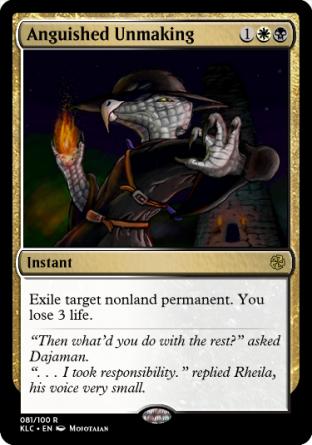 Anguished Unmaking 1
Instant
Exile target nonland permanent. You
lose 3 life.
“Then what’d you do with the rest?” asked
Dajaman.
“. . . I took responsibility.” replied Rheila,
his voice very small.
081/100 R
KLC • EN Mojotaian